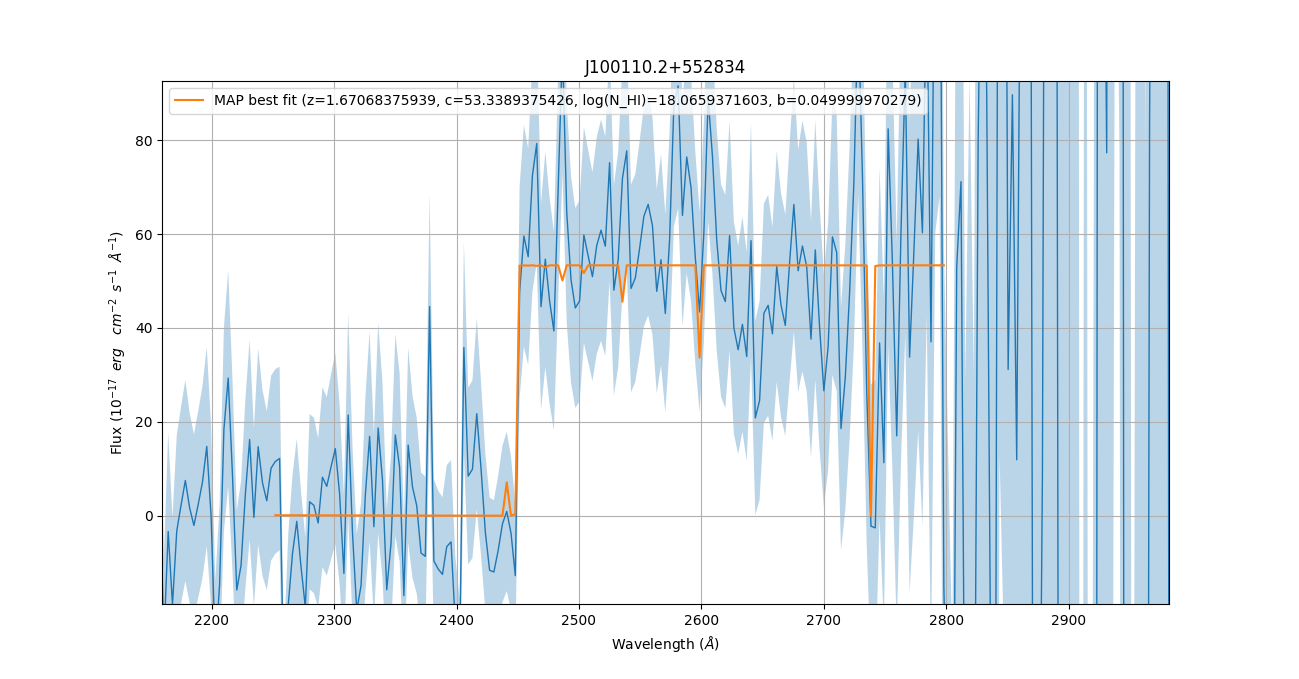 J100110.2+552834
MAP best fit (z=1.67068375939, c=53.3389375426, log(N_HI)=18.0659371603, b=0.049999970279)
Flux (10⁻¹⁷ erg cm⁻² s⁻¹ Å⁻¹)
80
60
40
20
0
2200 2300 2400 2500 2600 2700 2800 2900
Wavelength (Å)